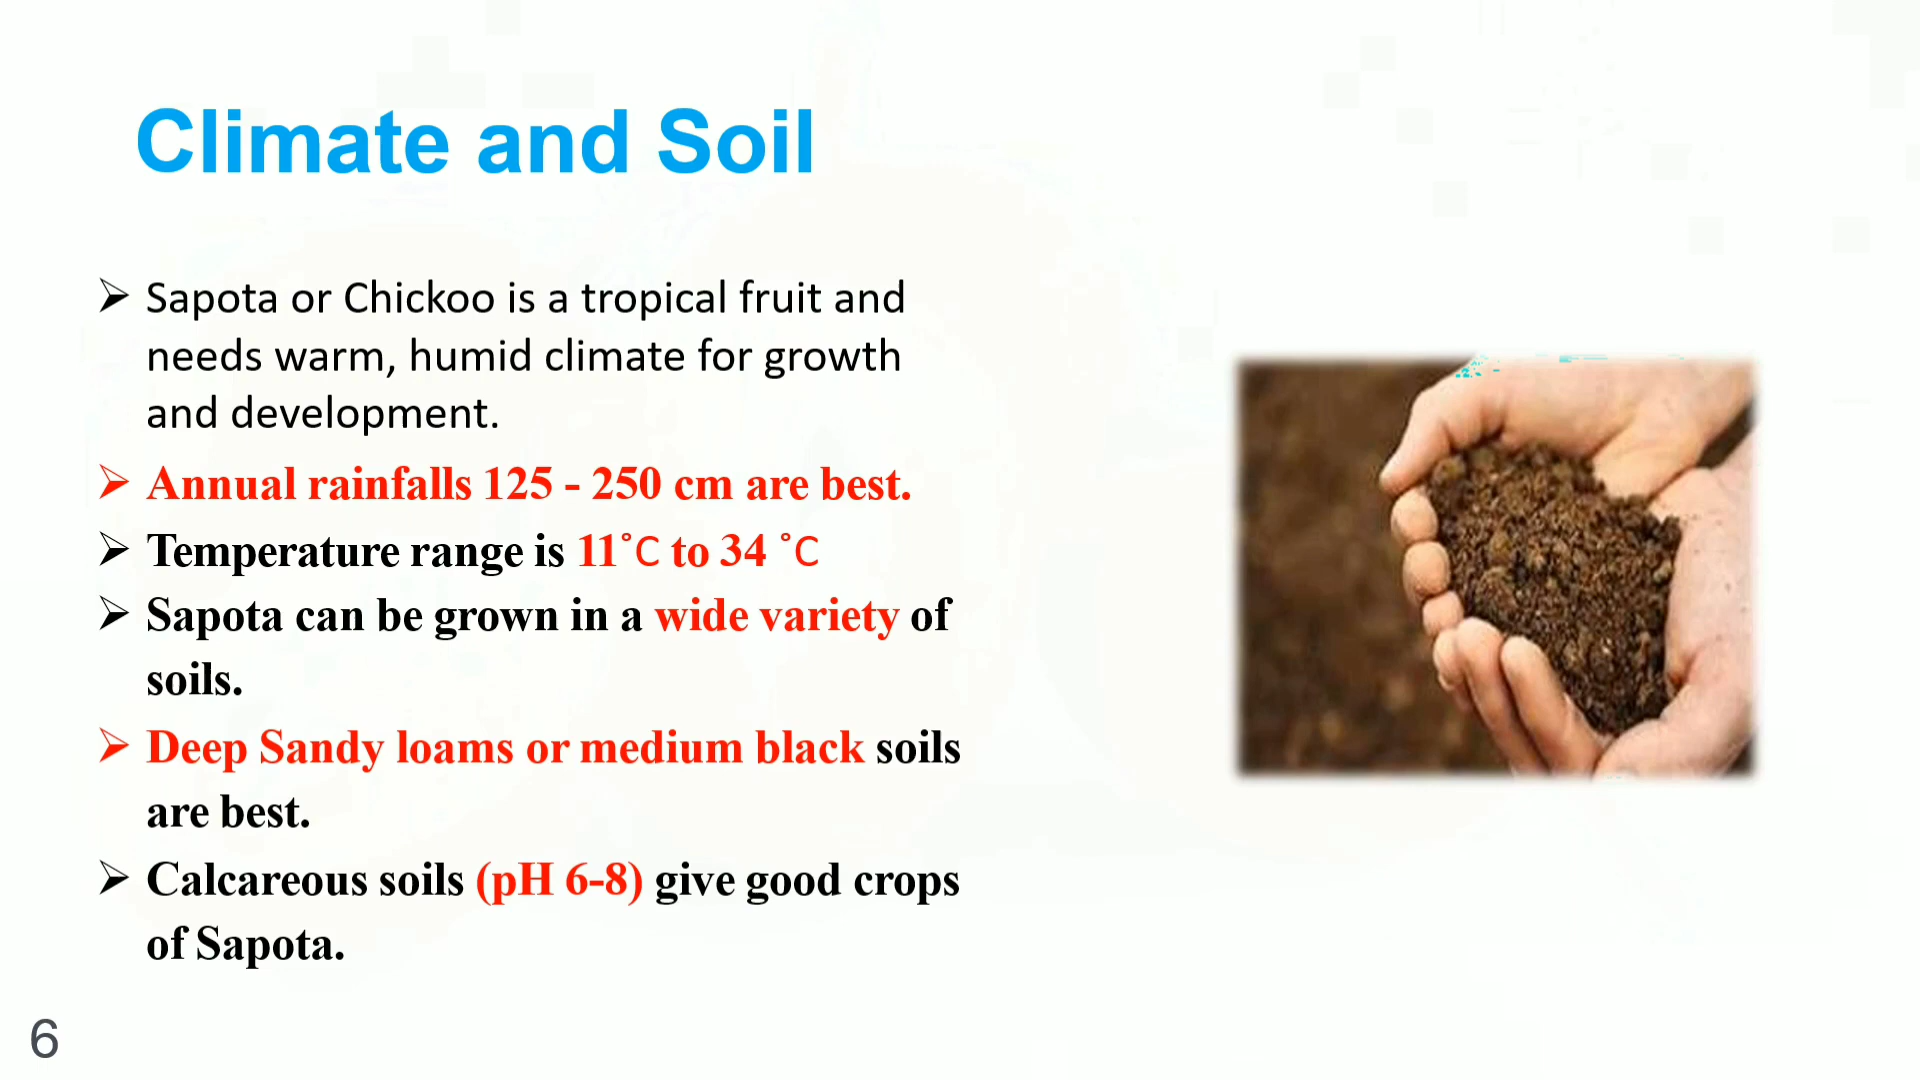 Climate and Soil
➢ Sapota or Chickoo is a tropical fruit and
needs warm, humid climate for growth
and development.
➢ Annual rainfalls 125 - 250 cm are best.
➢ Temperature range is 11˚C to 34 ˚C
➢ Sapota can be grown in a wide variety of
soils.
➢ Deep Sandy loams or medium black soils
are best.
➢ Calcareous soils (pH 6-8) give good crops
of Sapota.
6